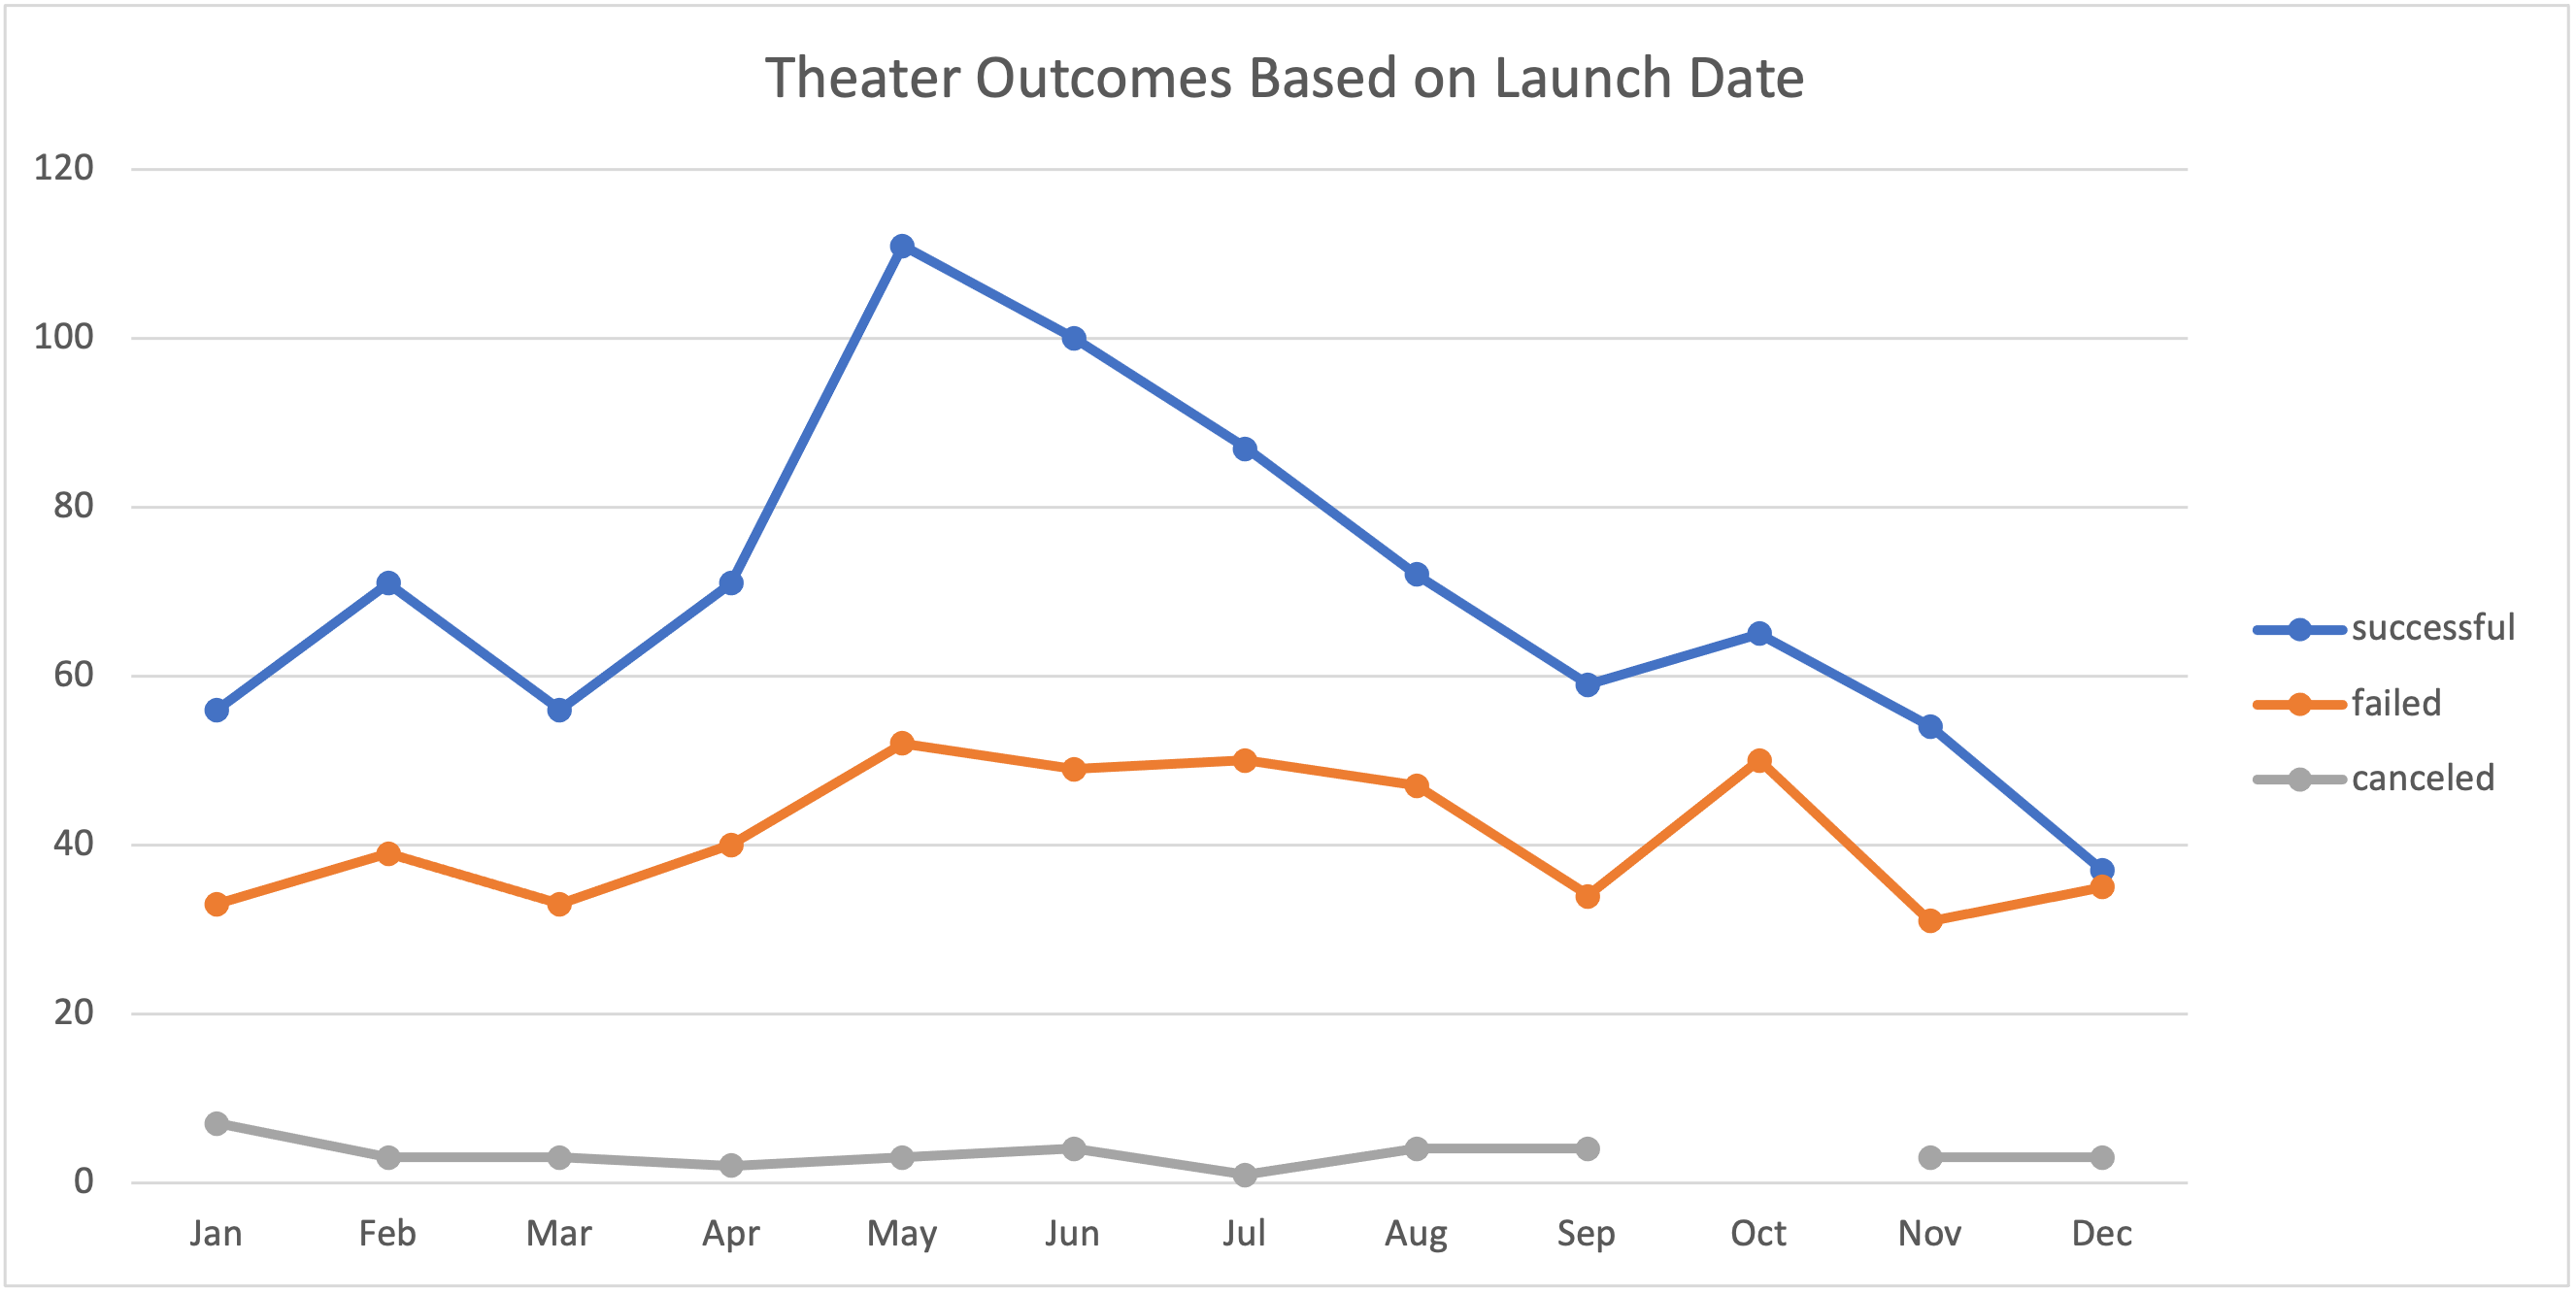 Theater Outcomes Based on Launch Date
120
100
80
60
40
20
0
Jan Feb Mar Apr May Jun Jul Aug Sep Oct Nov Dec
successful
failed
canceled